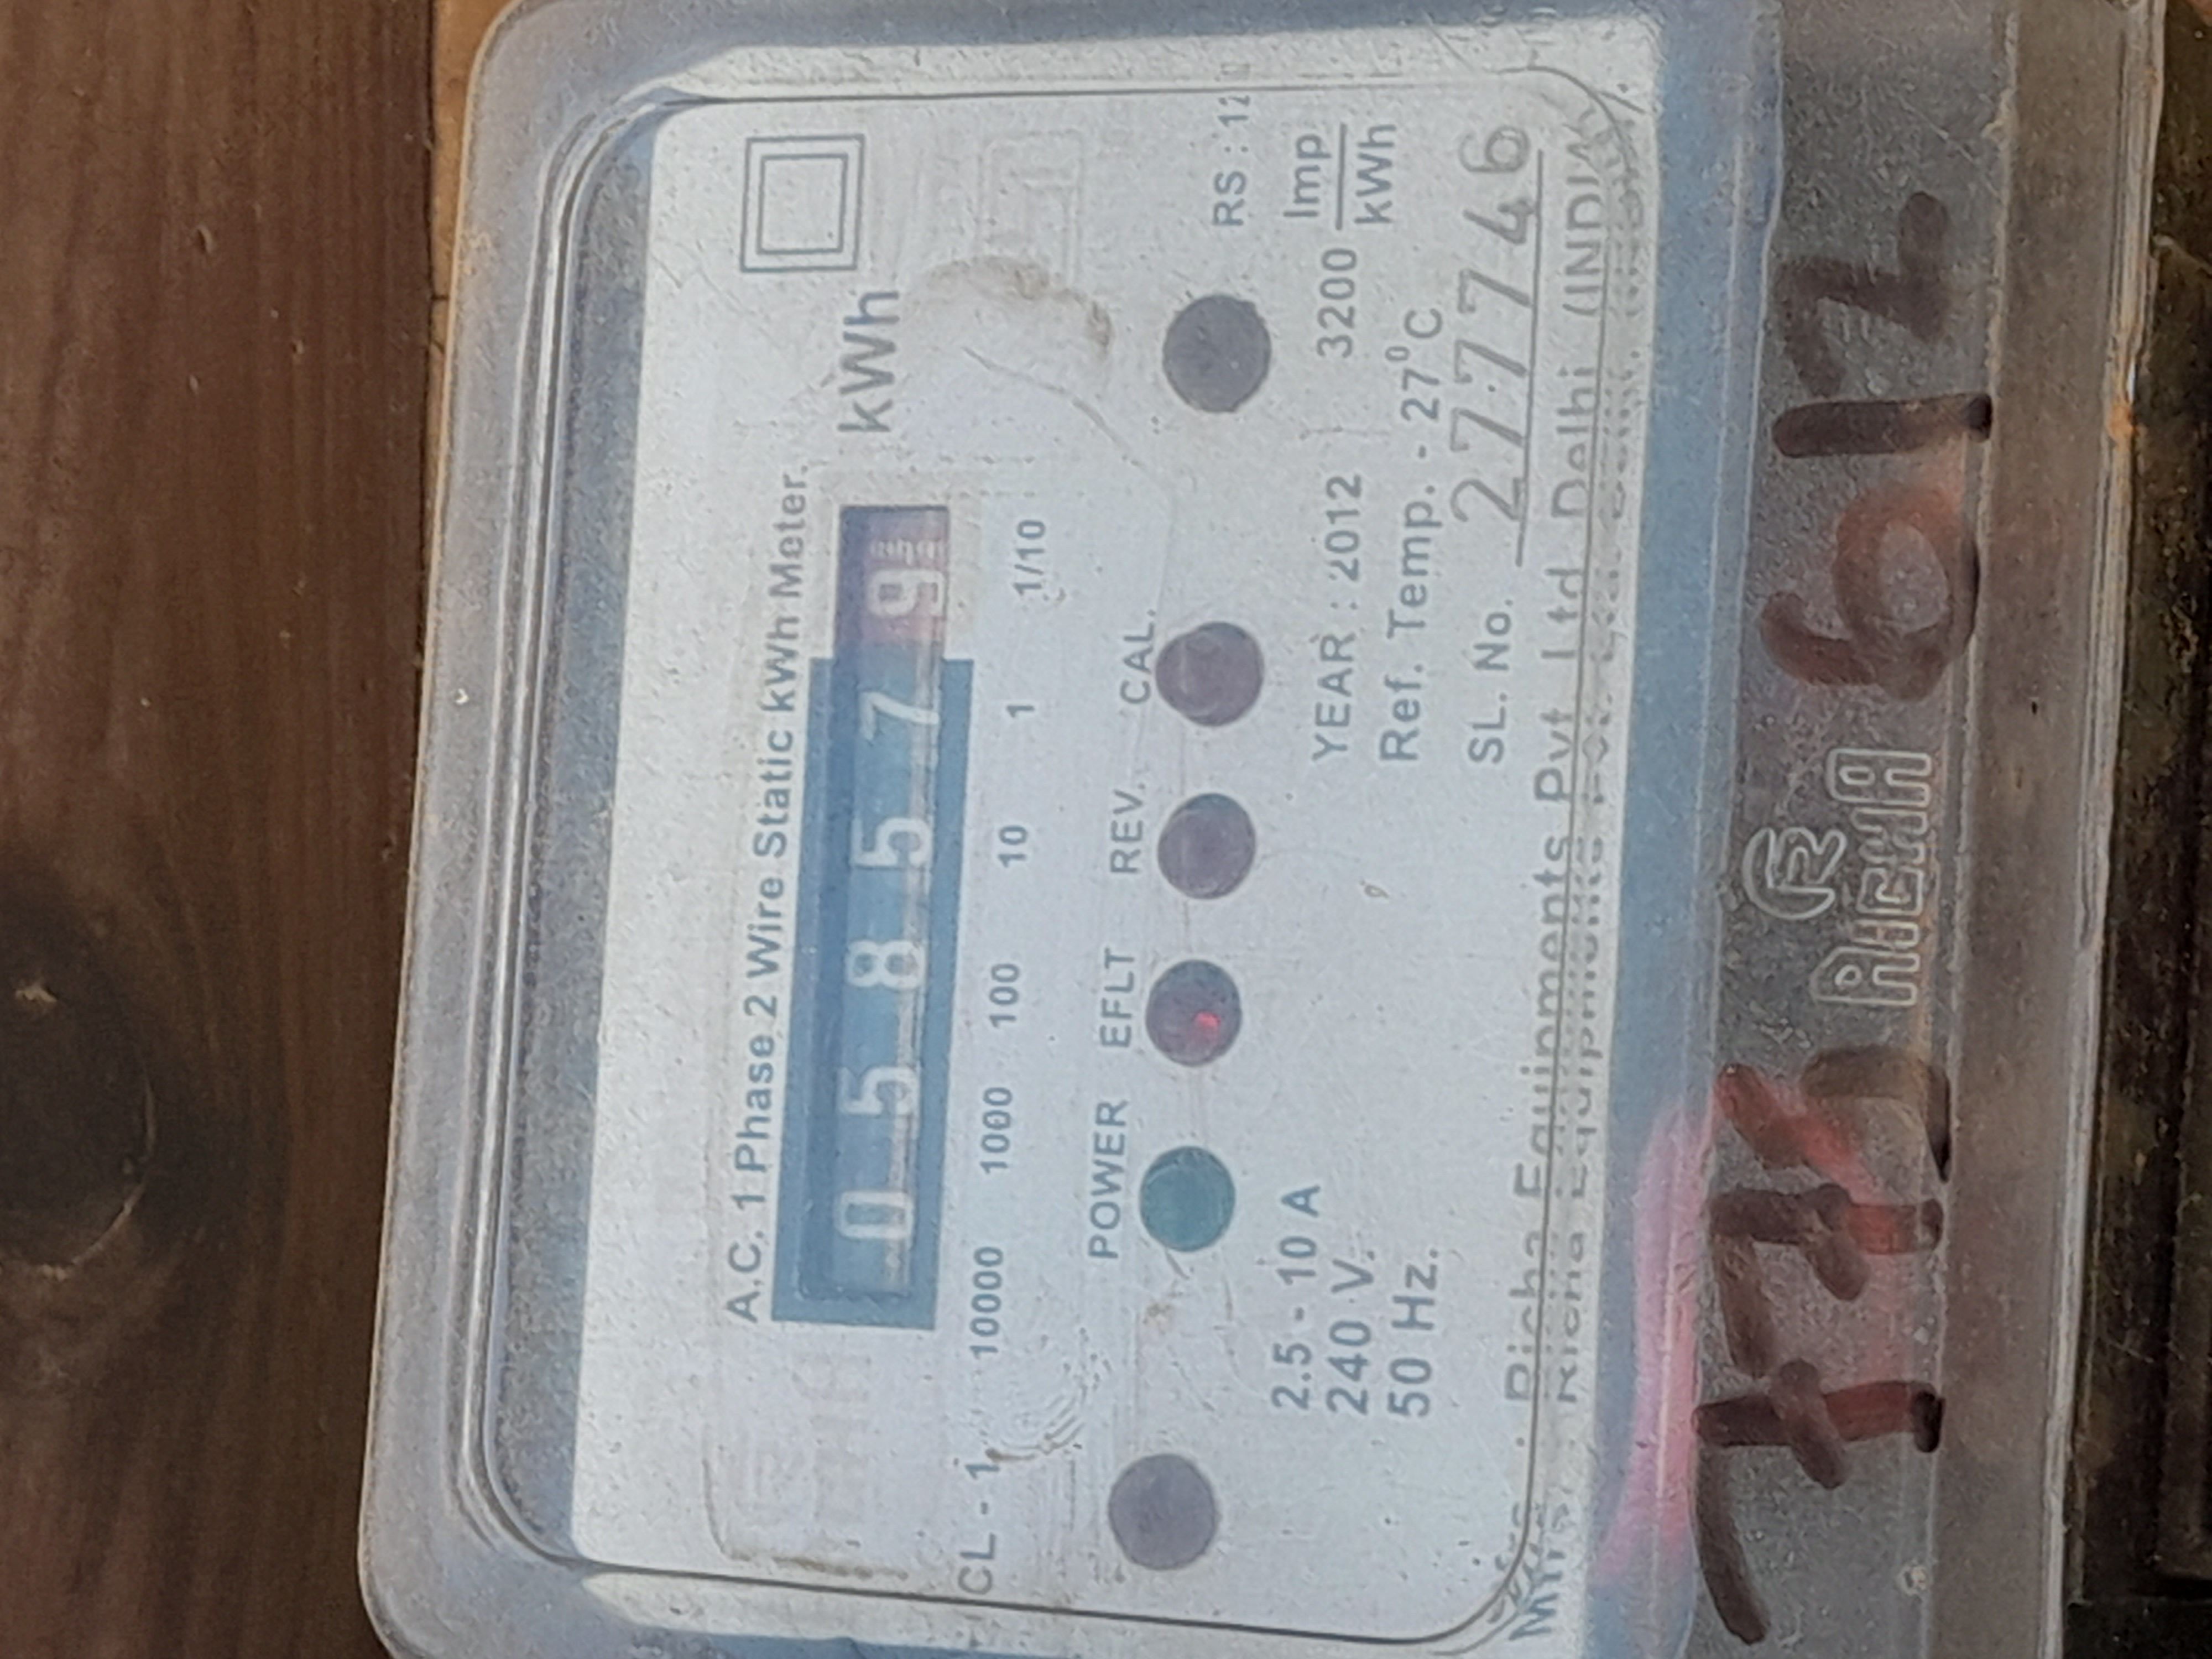 A.C. 1 Phase 2 Wire Static kWh Meter.
0 5 8 5 7 9 kWh
10000 1000 100 10 1 1/10
CL - 1
POWER EFLT REV. CAL.
RS : 12
2.5 - 10 A
240 V.
50 Hz.
YEAR : 2012
3200 Imp/kWh
Ref. Temp. - 27⁰C
SL. No. 277746
Richa Equipments Pvt. Ltd. Delhi (INDIA)
R
RICHA